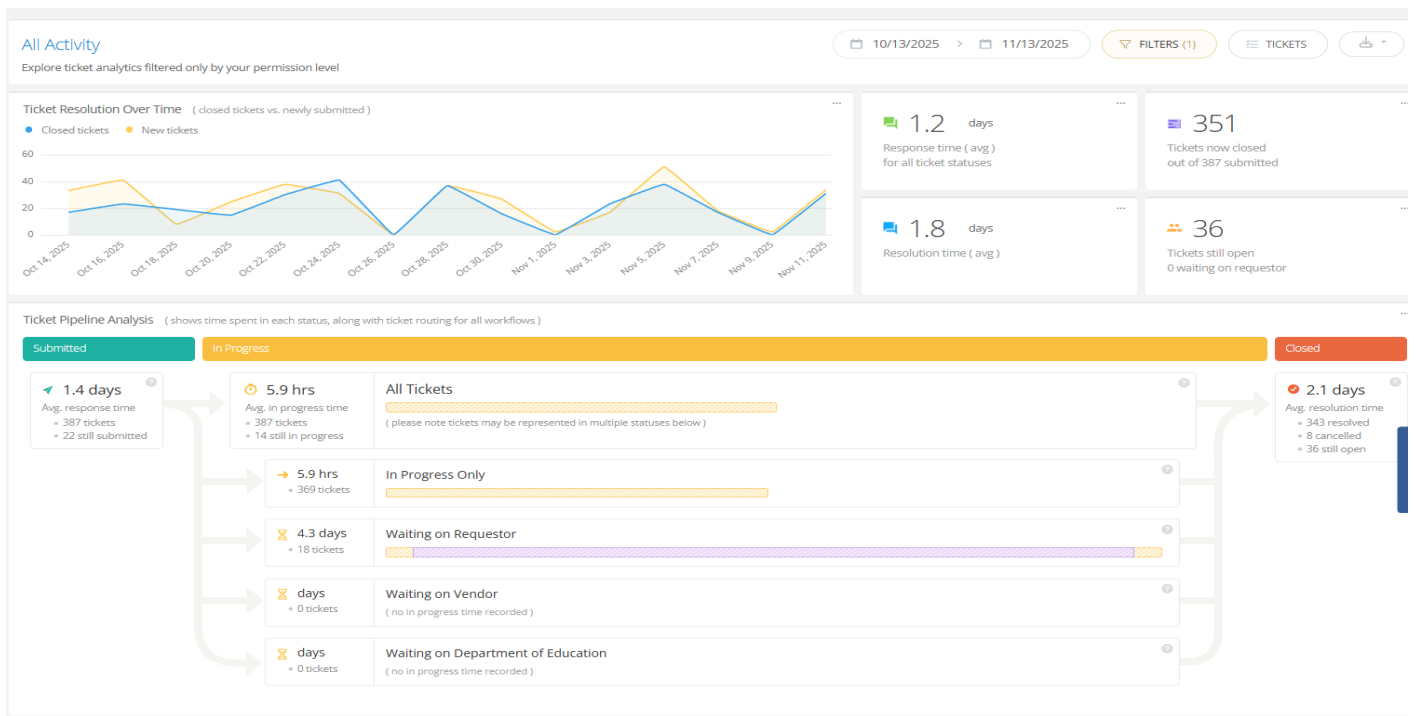 All Activity
10/13/2025 > 11/13/2025 FILTERS (1) TICKETS
Explore ticket analytics filtered only by your permission level
Ticket Resolution Over Time ( closed tickets vs. newly submitted )
Closed tickets New tickets
60
40
20
0
Oct 14, 2025 Oct 16, 2025 Oct 18, 2025 Oct 20, 2025 Oct 22, 2025 Oct 24, 2025 Oct 26, 2025 Oct 28, 2025 Oct 30, 2025 Nov 1, 2025 Nov 3, 2025 Nov 5, 2025 Nov 7, 2025 Nov 9, 2025 Nov 11, 2025
1.2 days
Response time ( avg )
for all ticket statuses
351
Tickets now closed
out of 387 submitted
1.8 days
Resolution time ( avg )
36
Tickets still open
0 waiting on requestor
Ticket Pipeline Analysis ( shows time spent in each status, along with ticket routing for all workflows )
Submitted
In Progress
Closed
1.4 days
Avg. response time
387 tickets
22 still submitted
5.9 hrs
Avg. in progress time
387 tickets
14 still in progress
All Tickets
( please note tickets may be represented in multiple statuses below )
2.1 days
Avg. resolution time
343 resolved
8 cancelled
36 still open
5.9 hrs
369 tickets
In Progress Only
4.3 days
18 tickets
Waiting on Requestor
days
0 tickets
Waiting on Vendor
( no in progress time recorded )
days
0 tickets
Waiting on Department of Education
( no in progress time recorded )